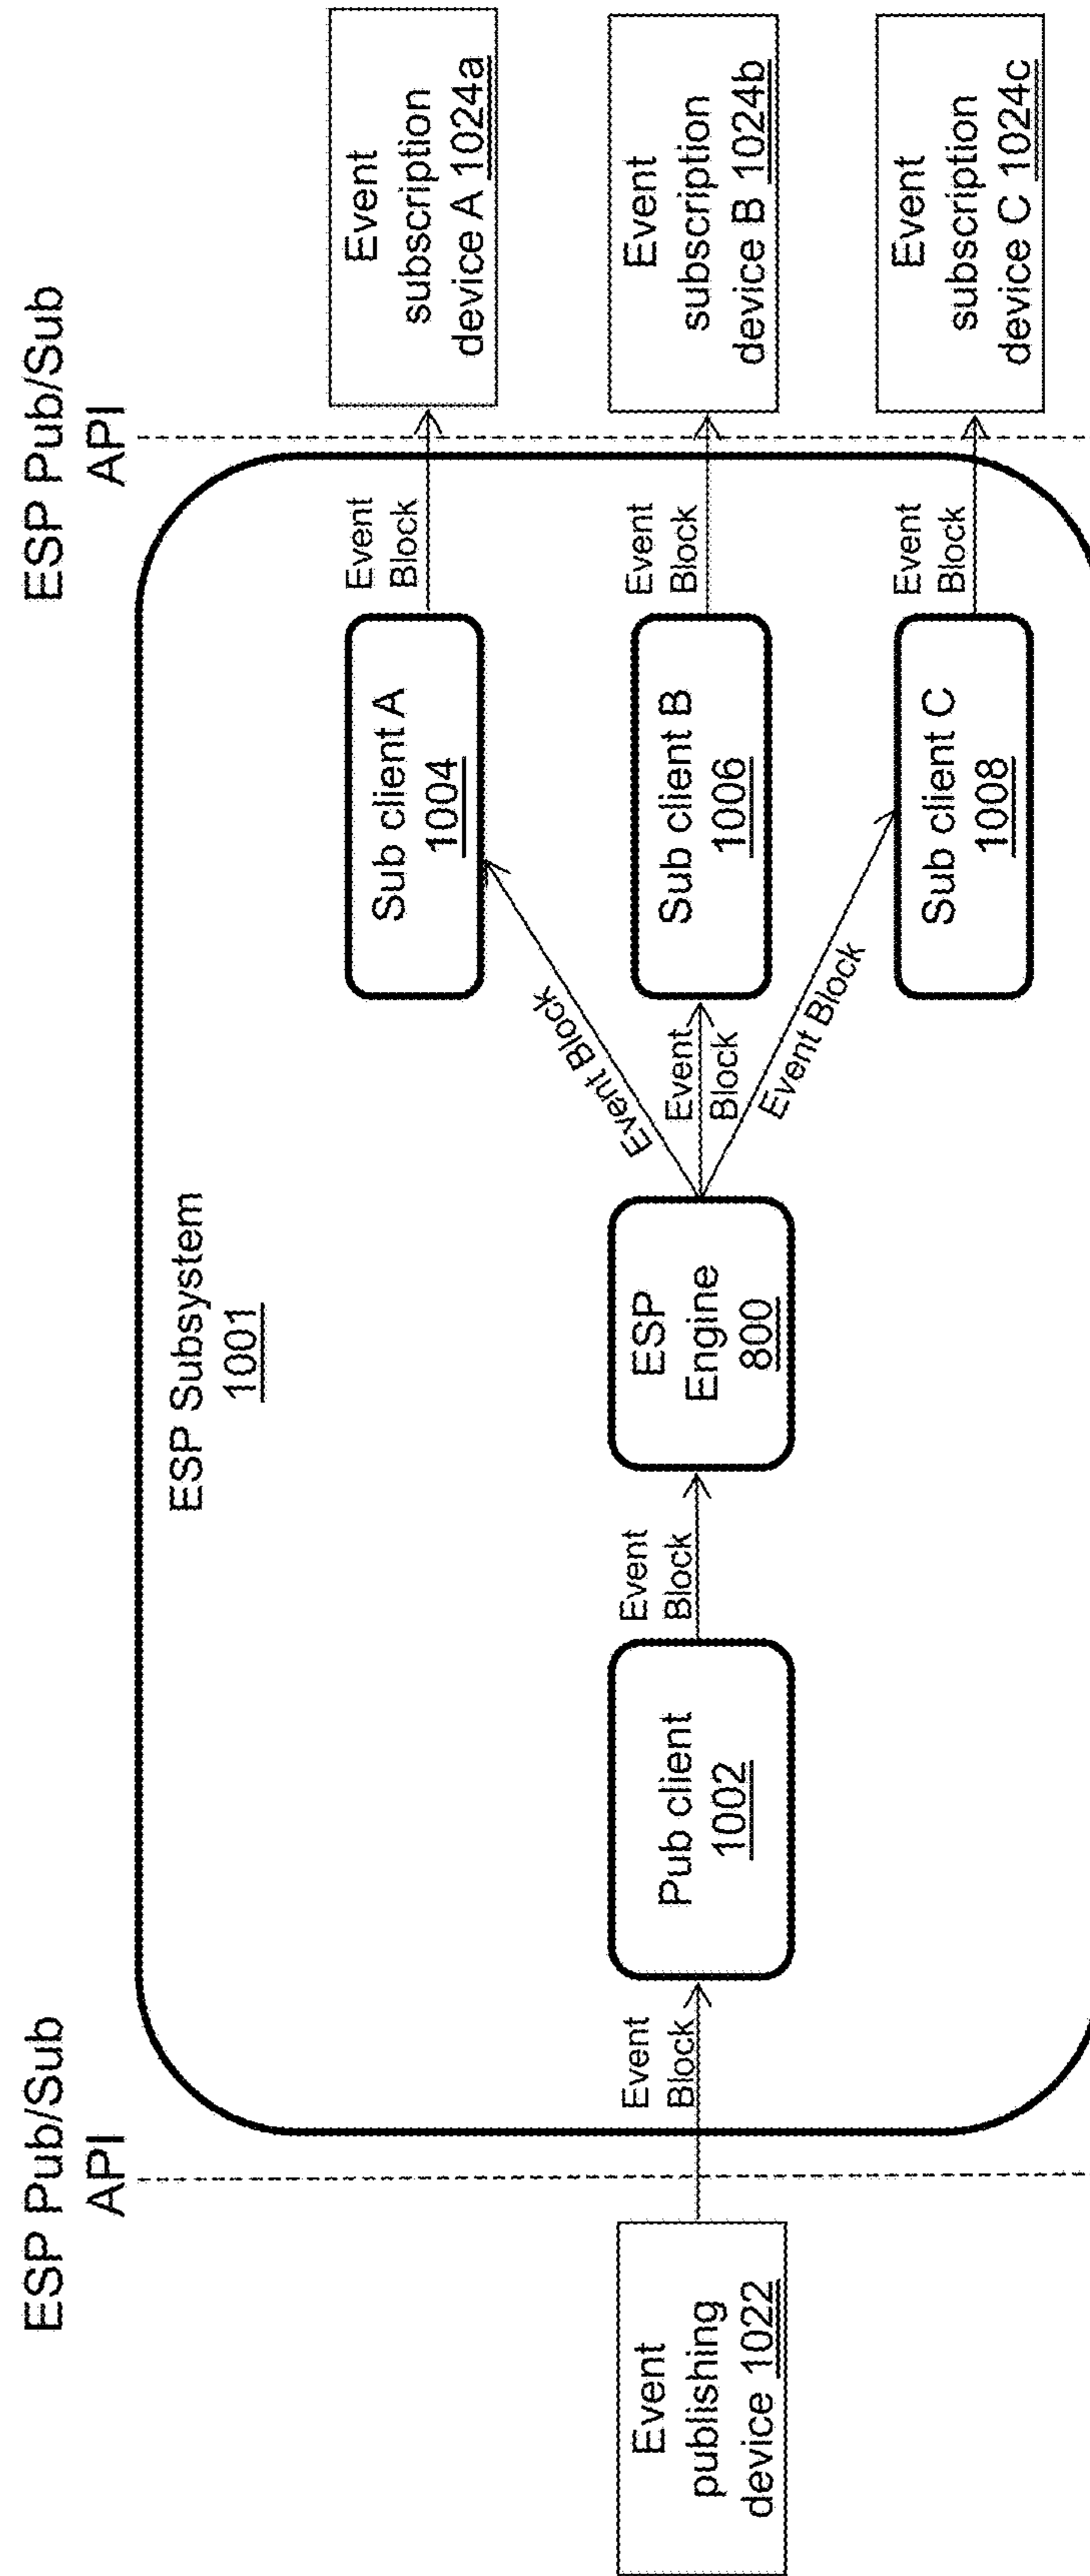 ESP Pub/Sub
API
ESP Pub/Sub
API
ESP Subsystem
1001
Event
publishing
device 1022
Event
Block
Pub client
1002
Event
Block
ESP
Engine
800
Event Block
Event
Block
Event Block
Sub client A
1004
Sub client B
1006
Sub client C
1008
Event
Block
Event
Block
Event
Block
Event
subscription
device A 1024a
Event
subscription
device B 1024b
Event
subscription
device C 1024c